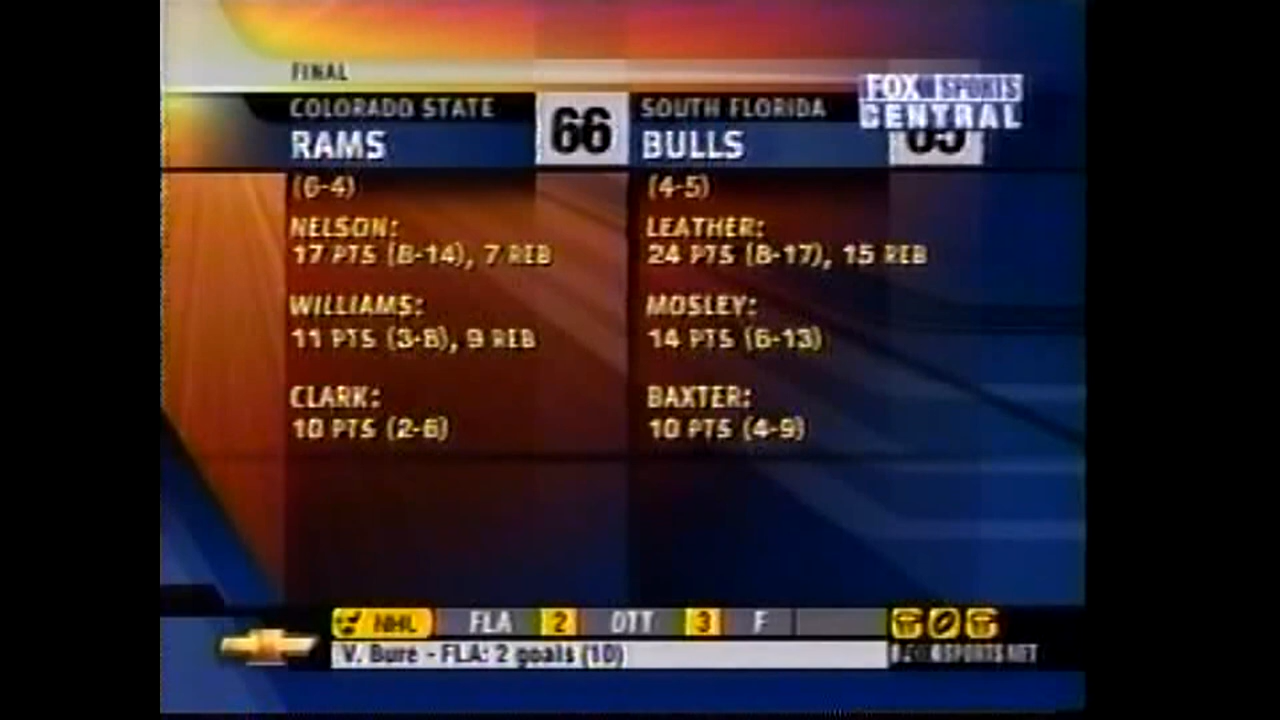 FINAL
COLORADO STATE 66 SOUTH FLORIDA
RAMS BULLS
FOX SPORTS
CENTRAL
(6-4) (4-5)
NELSON: LEATHER:
17 PTS (8-14), 7 REB 24 PTS (8-17), 15 REB
WILLIAMS: MOSLEY:
11 PTS (3-8), 9 REB 14 PTS (6-13)
CLARK: BAXTER:
10 PTS (2-6) 10 PTS (4-9)
NHL FLA 2 OTT 3 F
V. Bure - FLA: 2 goals (10)